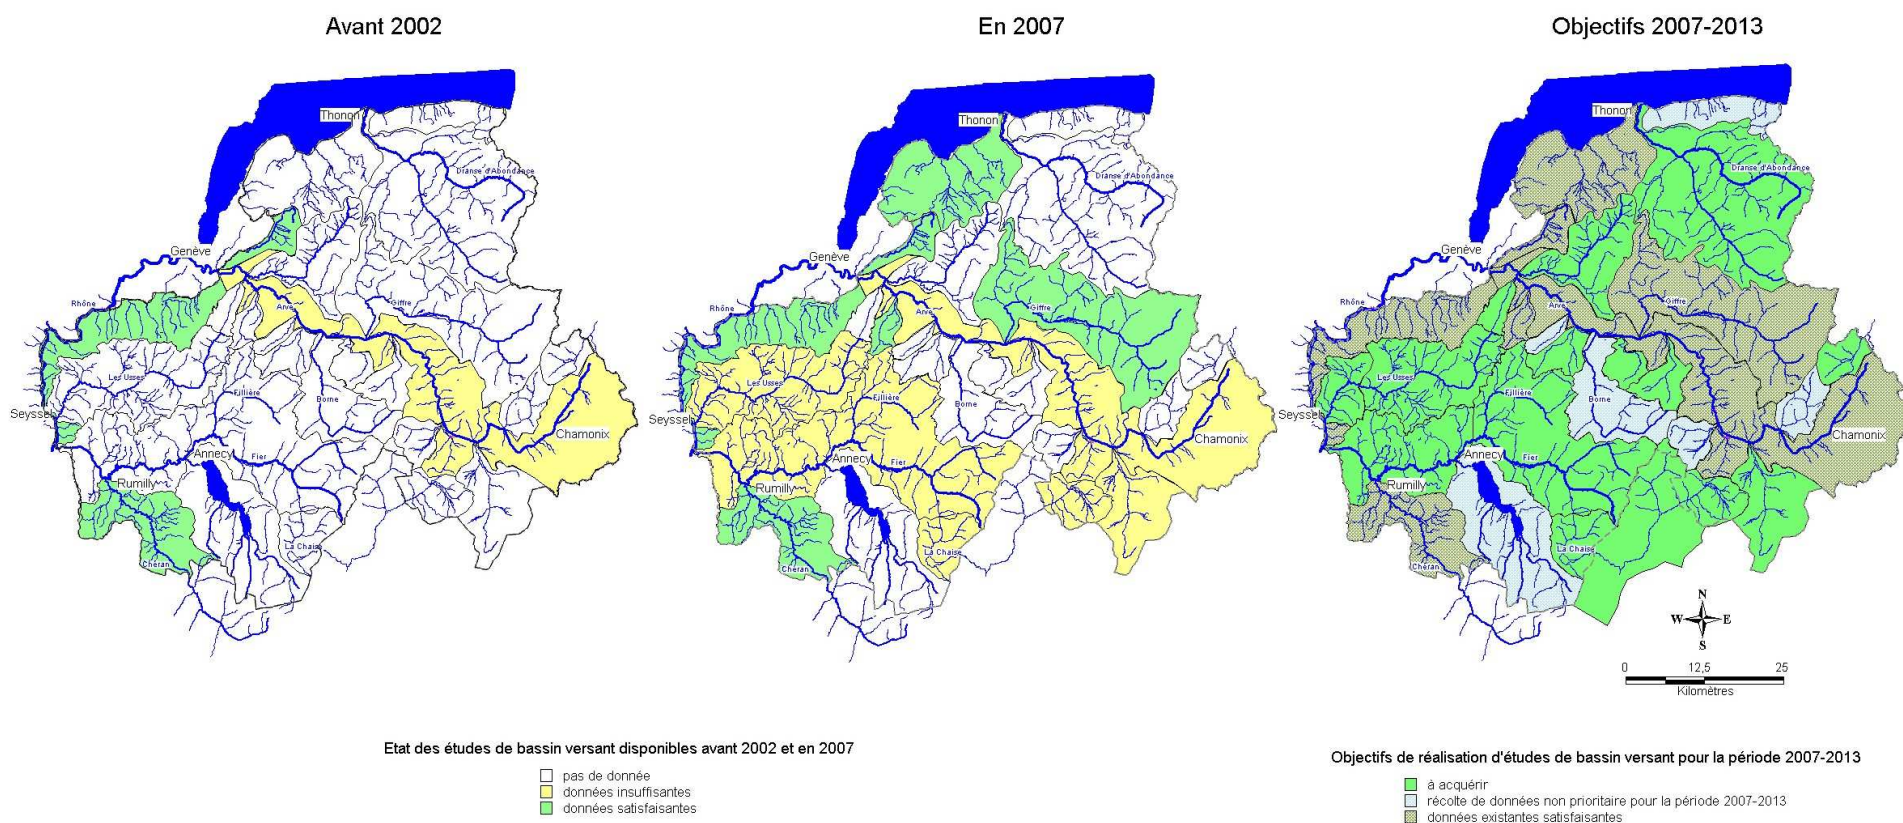 Avant 2002
En 2007
Objectifs 2007-2013
Thonon
Dranse d'Abondance
Genève
Rhône
Arve
Giffre
Les Usses
Fillière
Borne
Seyssel
Chamonix
Annecy
Fier
Rumilly
La Chaise
Chéran
Thonon
Dranse d'Abondance
Genève
Rhône
Arve
Giffre
Les Usses
Fillière
Borne
Seyssel
Chamonix
Annecy
Fier
Rumilly
La Chaise
Chéran
Thonon
Dranse d'Abondance
Genève
Rhône
Arve
Giffre
Les Usses
Fillière
Borne
Seyssel
Chamonix
Annecy
Fier
Rumilly
La Chaise
Chéran
N
W E
S
0 12,5 25
Kilomètres
Etat des études de bassin versant disponibles avant 2002 et en 2007
pas de donnée
données insuffisantes
données satisfaisantes
Objectifs de réalisation d'études de bassin versant pour la période 2007-2013
à acquérir
récolte de données non prioritaire pour la période 2007-2013
données existantes satisfaisantes